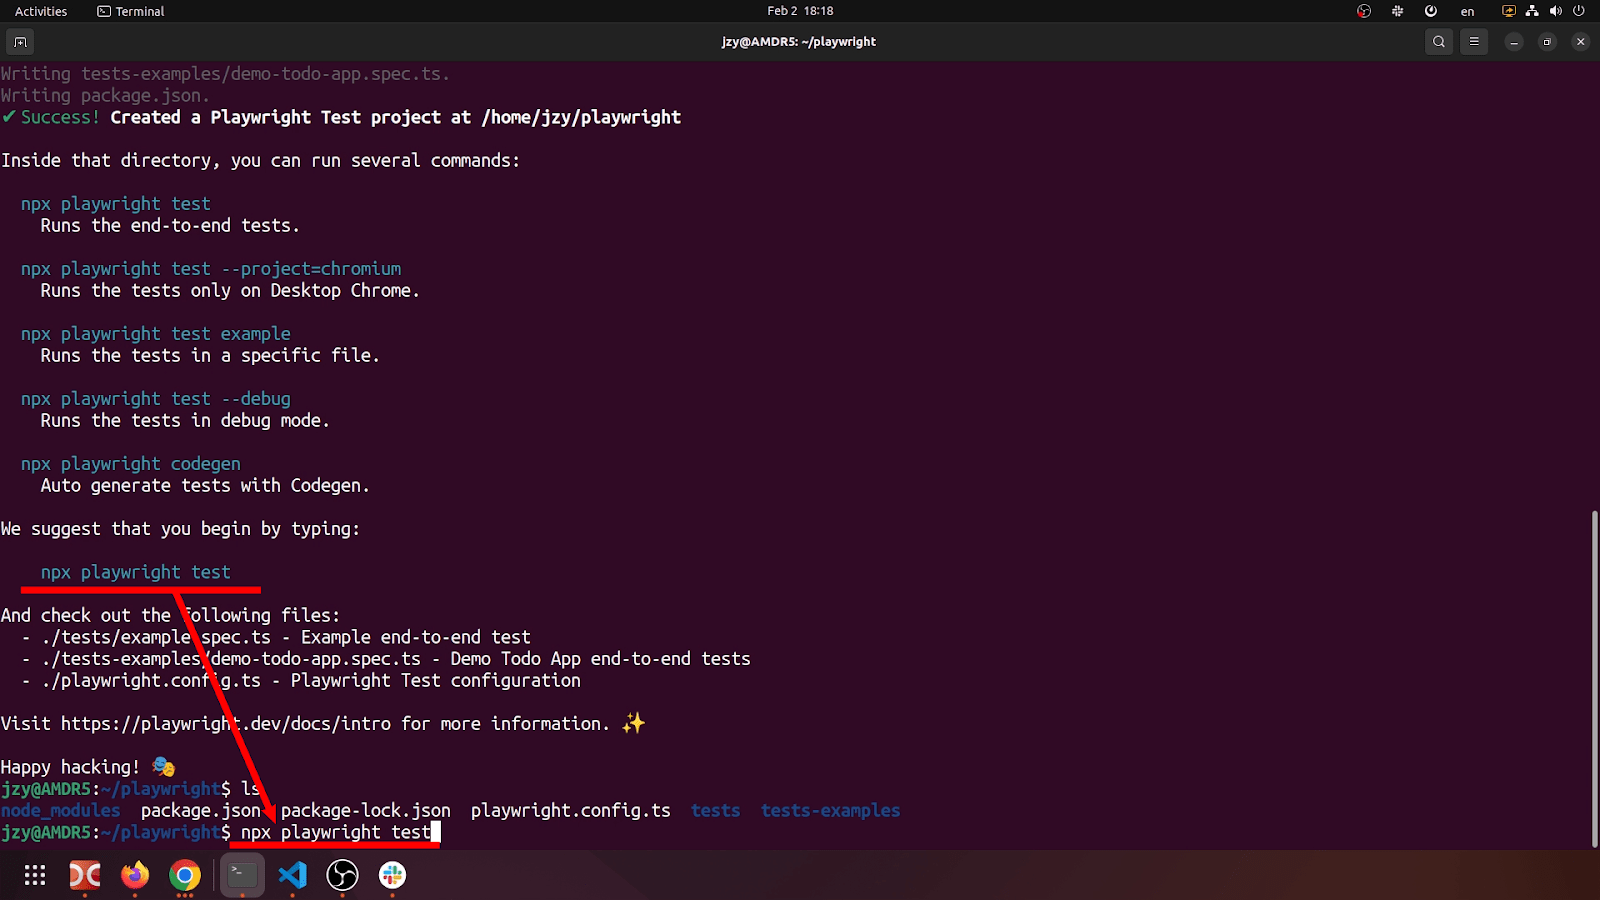 Activities Terminal Feb 2 18:18 en
jzy@AMDR5: ~/playwright
Writing tests-examples/demo-todo-app.spec.ts.
Writing package.json.
✔ Success! Created a Playwright Test project at /home/jzy/playwright
Inside that directory, you can run several commands:
npx playwright test
Runs the end-to-end tests.
npx playwright test --project=chromium
Runs the tests only on Desktop Chrome.
npx playwright test example
Runs the tests in a specific file.
npx playwright test --debug
Runs the tests in debug mode.
npx playwright codegen
Auto generate tests with Codegen.
We suggest that you begin by typing:
npx playwright test
And check out the following files:
- ./tests/example.spec.ts - Example end-to-end test
- ./tests-examples/demo-todo-app.spec.ts - Demo Todo App end-to-end tests
- ./playwright.config.ts - Playwright Test configuration
Visit https://playwright.dev/docs/intro for more information. ✨
Happy hacking! 🎭
jzy@AMDR5:~/playwright$ ls
node_modules package.json package-lock.json playwright.config.ts tests tests-examples
jzy@AMDR5:~/playwright$ npx playwright test